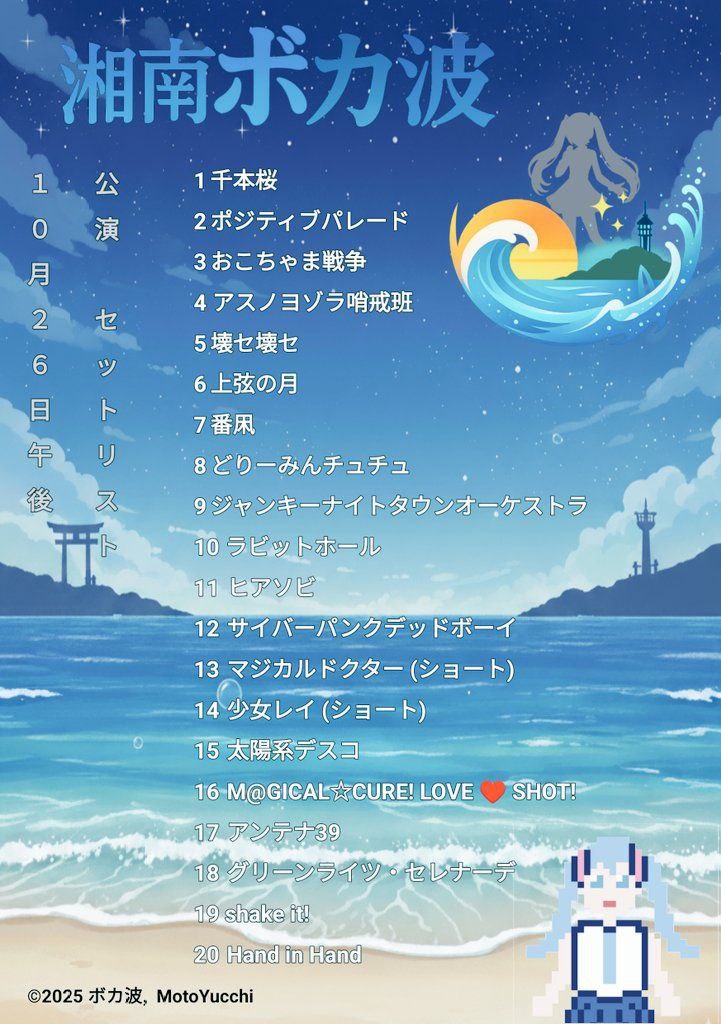 湘南ボカ波
公演 セットリスト
10月26日午後
1 千本桜
2 ポジティブパレード
3 おこちゃま戦争
4 アスノヨゾラ哨戒班
5 壊セ壊セ
6 上弦の月
7 番凩
8 どりーみんチュチュ
9 ジャンキーナイトタウンオーケストラ
10 ラビットホール
11 ヒアソビ
12 サイバーパンクデッドボーイ
13 マジカルドクター (ショート)
14 少女レイ (ショート)
15 太陽系デスコ
16 M@GICAL☆CURE! LOVE ♥ SHOT!
17 アンテナ39
18 グリーンライツ・セレナーデ
19 shake it!
20 Hand in Hand
©2025 ボカ波, MotoYucchi